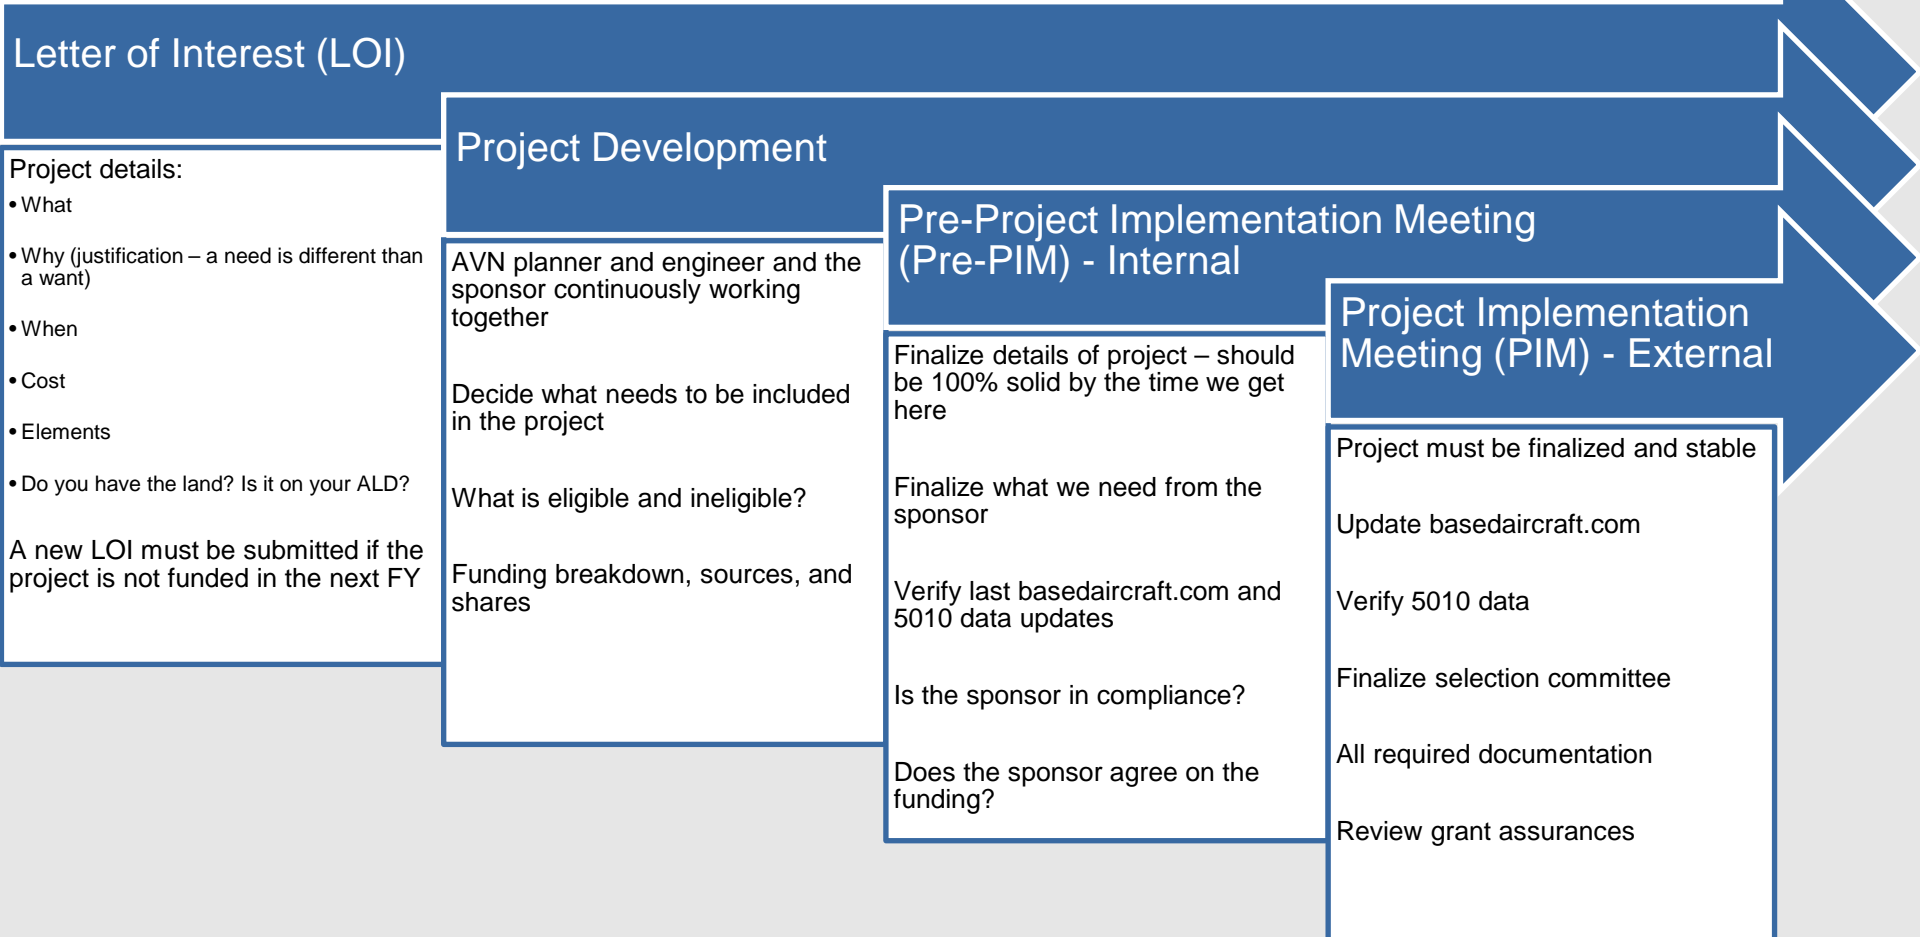 Letter of Interest (LOI)
Project details:
• What
• Why (justification – a need is different than
a want)
• When
• Cost
• Elements
• Do you have the land? Is it on your ALD?
A new LOI must be submitted if the
project is not funded in the next FY
Project Development
AVN planner and engineer and the
sponsor continuously working
together
Decide what needs to be included
in the project
What is eligible and ineligible?
Funding breakdown, sources, and
shares
Pre-Project Implementation Meeting
(Pre-PIM) - Internal
Finalize details of project – should
be 100% solid by the time we get
here
Finalize what we need from the
sponsor
Verify last basedaircraft.com and
5010 data updates
Is the sponsor in compliance?
Does the sponsor agree on the
funding?
Project Implementation
Meeting (PIM) - External
Project must be finalized and stable
Update basedaircraft.com
Verify 5010 data
Finalize selection committee
All required documentation
Review grant assurances